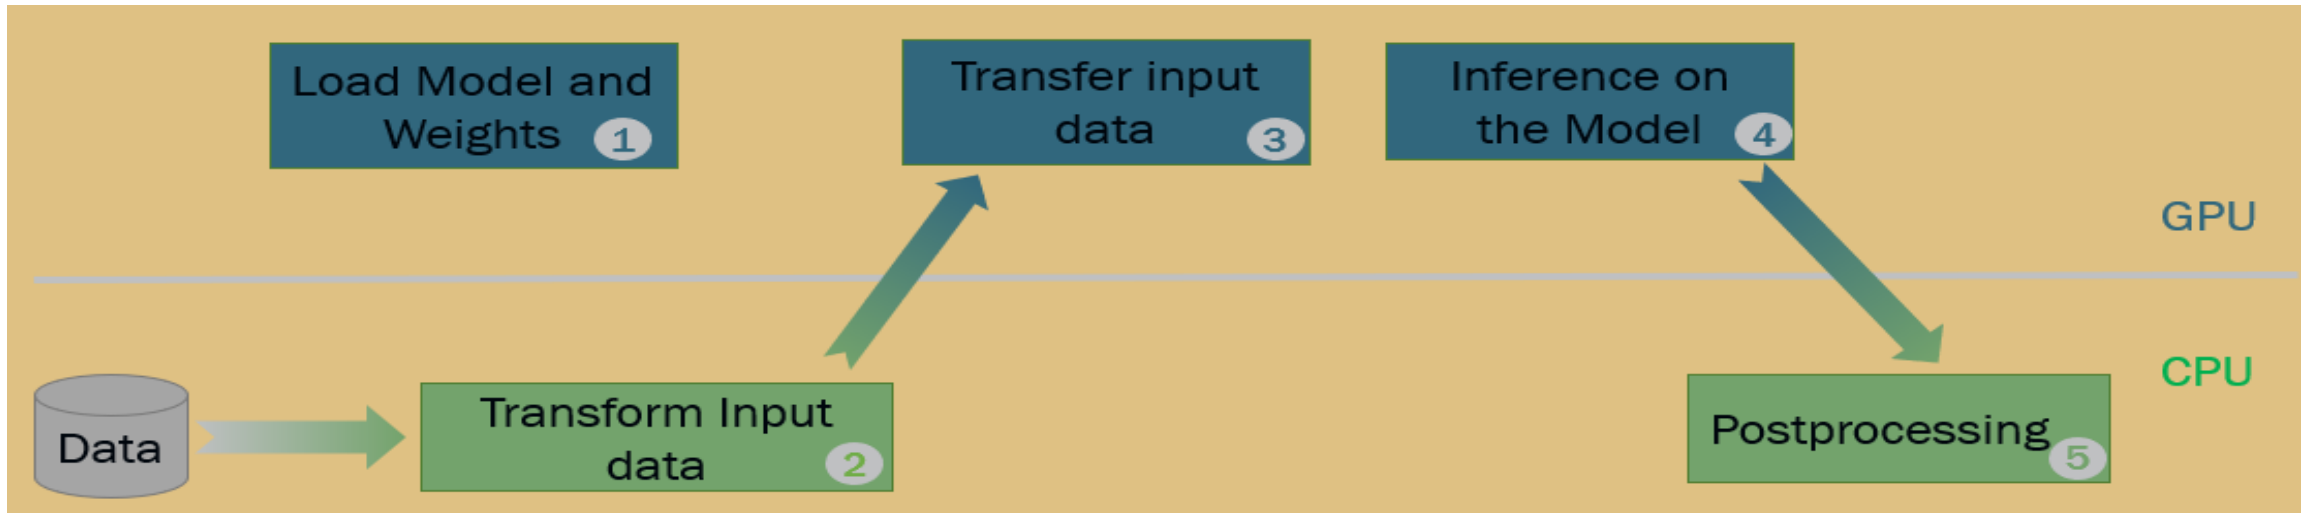 Load Model and
Weights 1
Transfer input
data 3
Inference on
the Model 4
GPU
Data
Transform Input
data 2
Postprocessing
5
CPU